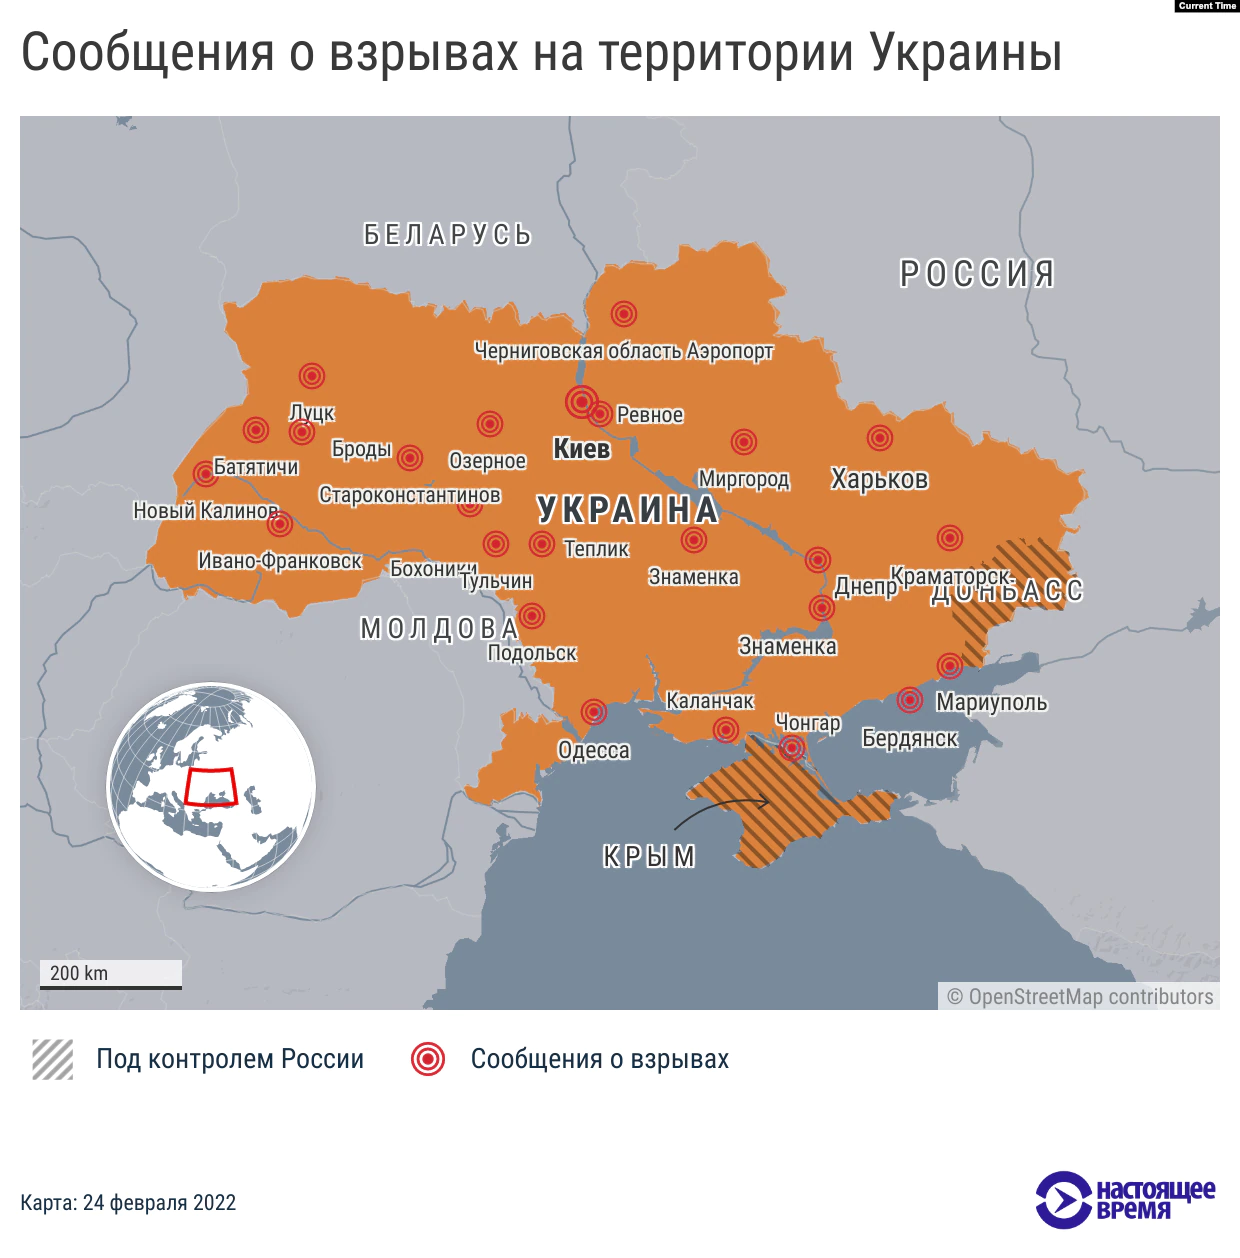 Current Time
Сообщения о взрывах на территории Украины
БЕЛАРУСЬ
РОССИЯ
Черниговская область Аэропорт
Луцк
Ревное
Киев
Броды
Озерное
Батятичи
Миргород
Харьков
Староконстантинов
УКРАИНА
Новый Калинов
Теплик
Ивано-Франковск
Бохоники
Тульчин
Знаменка
Краматорск
Днепр
ДОНБАСС
МОЛДОВА
Подольск
Знаменка
Каланчак
Мариуполь
Чонгар
Бердянск
Одесса
КРЫМ
200 km
© OpenStreetMap contributors
Под контролем России
Сообщения о взрывах
Карта: 24 февраля 2022
НАСТОЯЩЕЕ
ВРЕМЯ